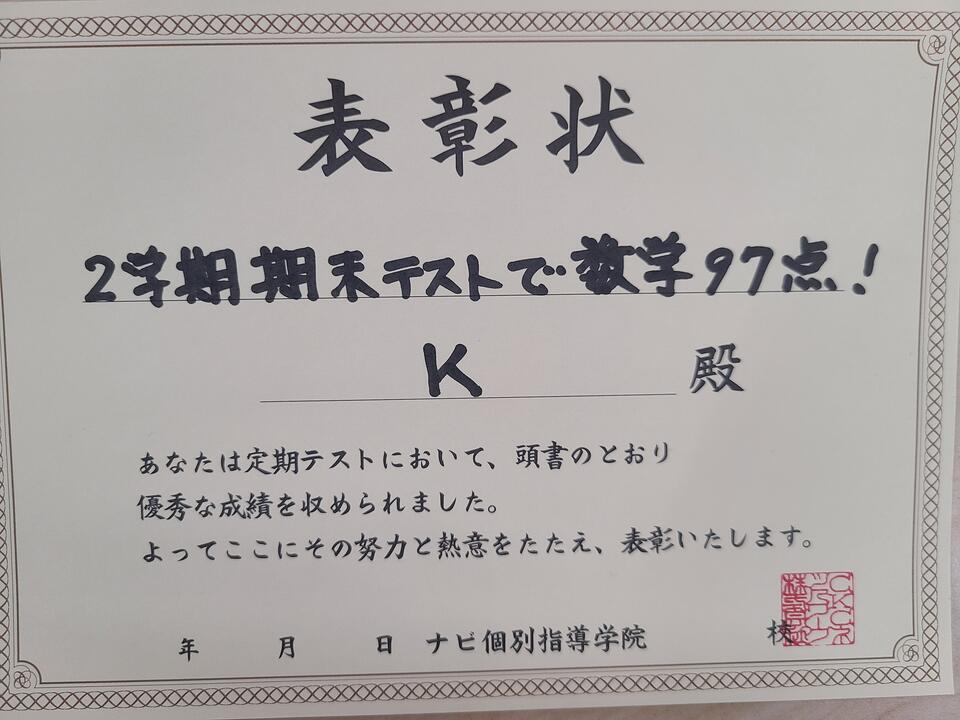 表彰状
2学期期末テストで数学97点!
K 殿
あなたは定期テストにおいて、頭書のとおり
優秀な成績を収められました。
よってここにその努力と熱意をたたえ、表彰いたします。
年 月 日 ナビ個別指導学院 校